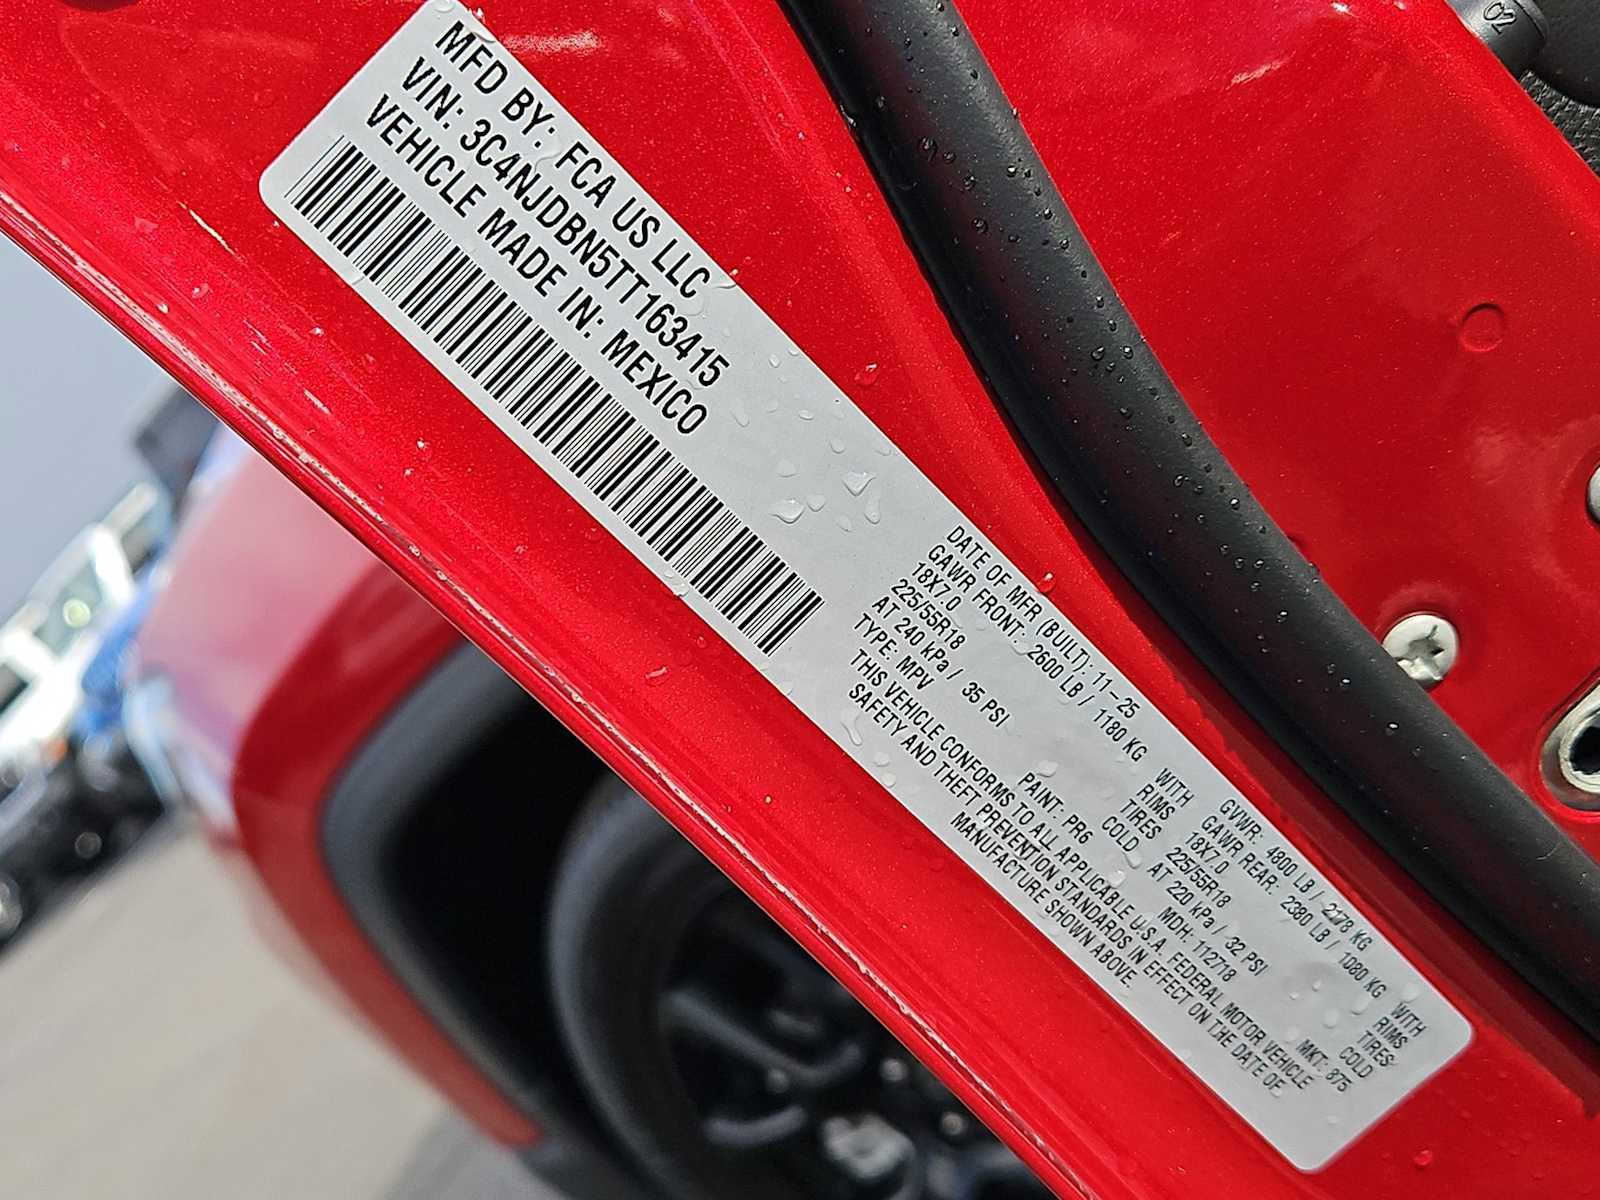 MFD BY: FCA US LLC
VIN: 3C4NJDBN5TT163415
VEHICLE MADE IN: MEXICO
DATE OF MFR (BUILT): 11-25 GVWR: 4800 LB / 2178 KG
GAWR FRONT: 2600 LB / 1180 KG WITH GAWR REAR: 2380 LB / 1080 KG WITH
18X7.0 RIMS 18X7.0 RIMS
225/55R18 TIRES 225/55R18 TIRES
AT 240 kPa / 35 PSI COLD AT 220 kPa / 32 PSI COLD
TYPE: MPV PAINT: PR6 MDH: 112718 MKT: 875
THIS VEHICLE CONFORMS TO ALL APPLICABLE U.S.A. FEDERAL MOTOR VEHICLE
SAFETY AND THEFT PREVENTION STANDARDS IN EFFECT ON THE DATE OF
MANUFACTURE SHOWN ABOVE.
02